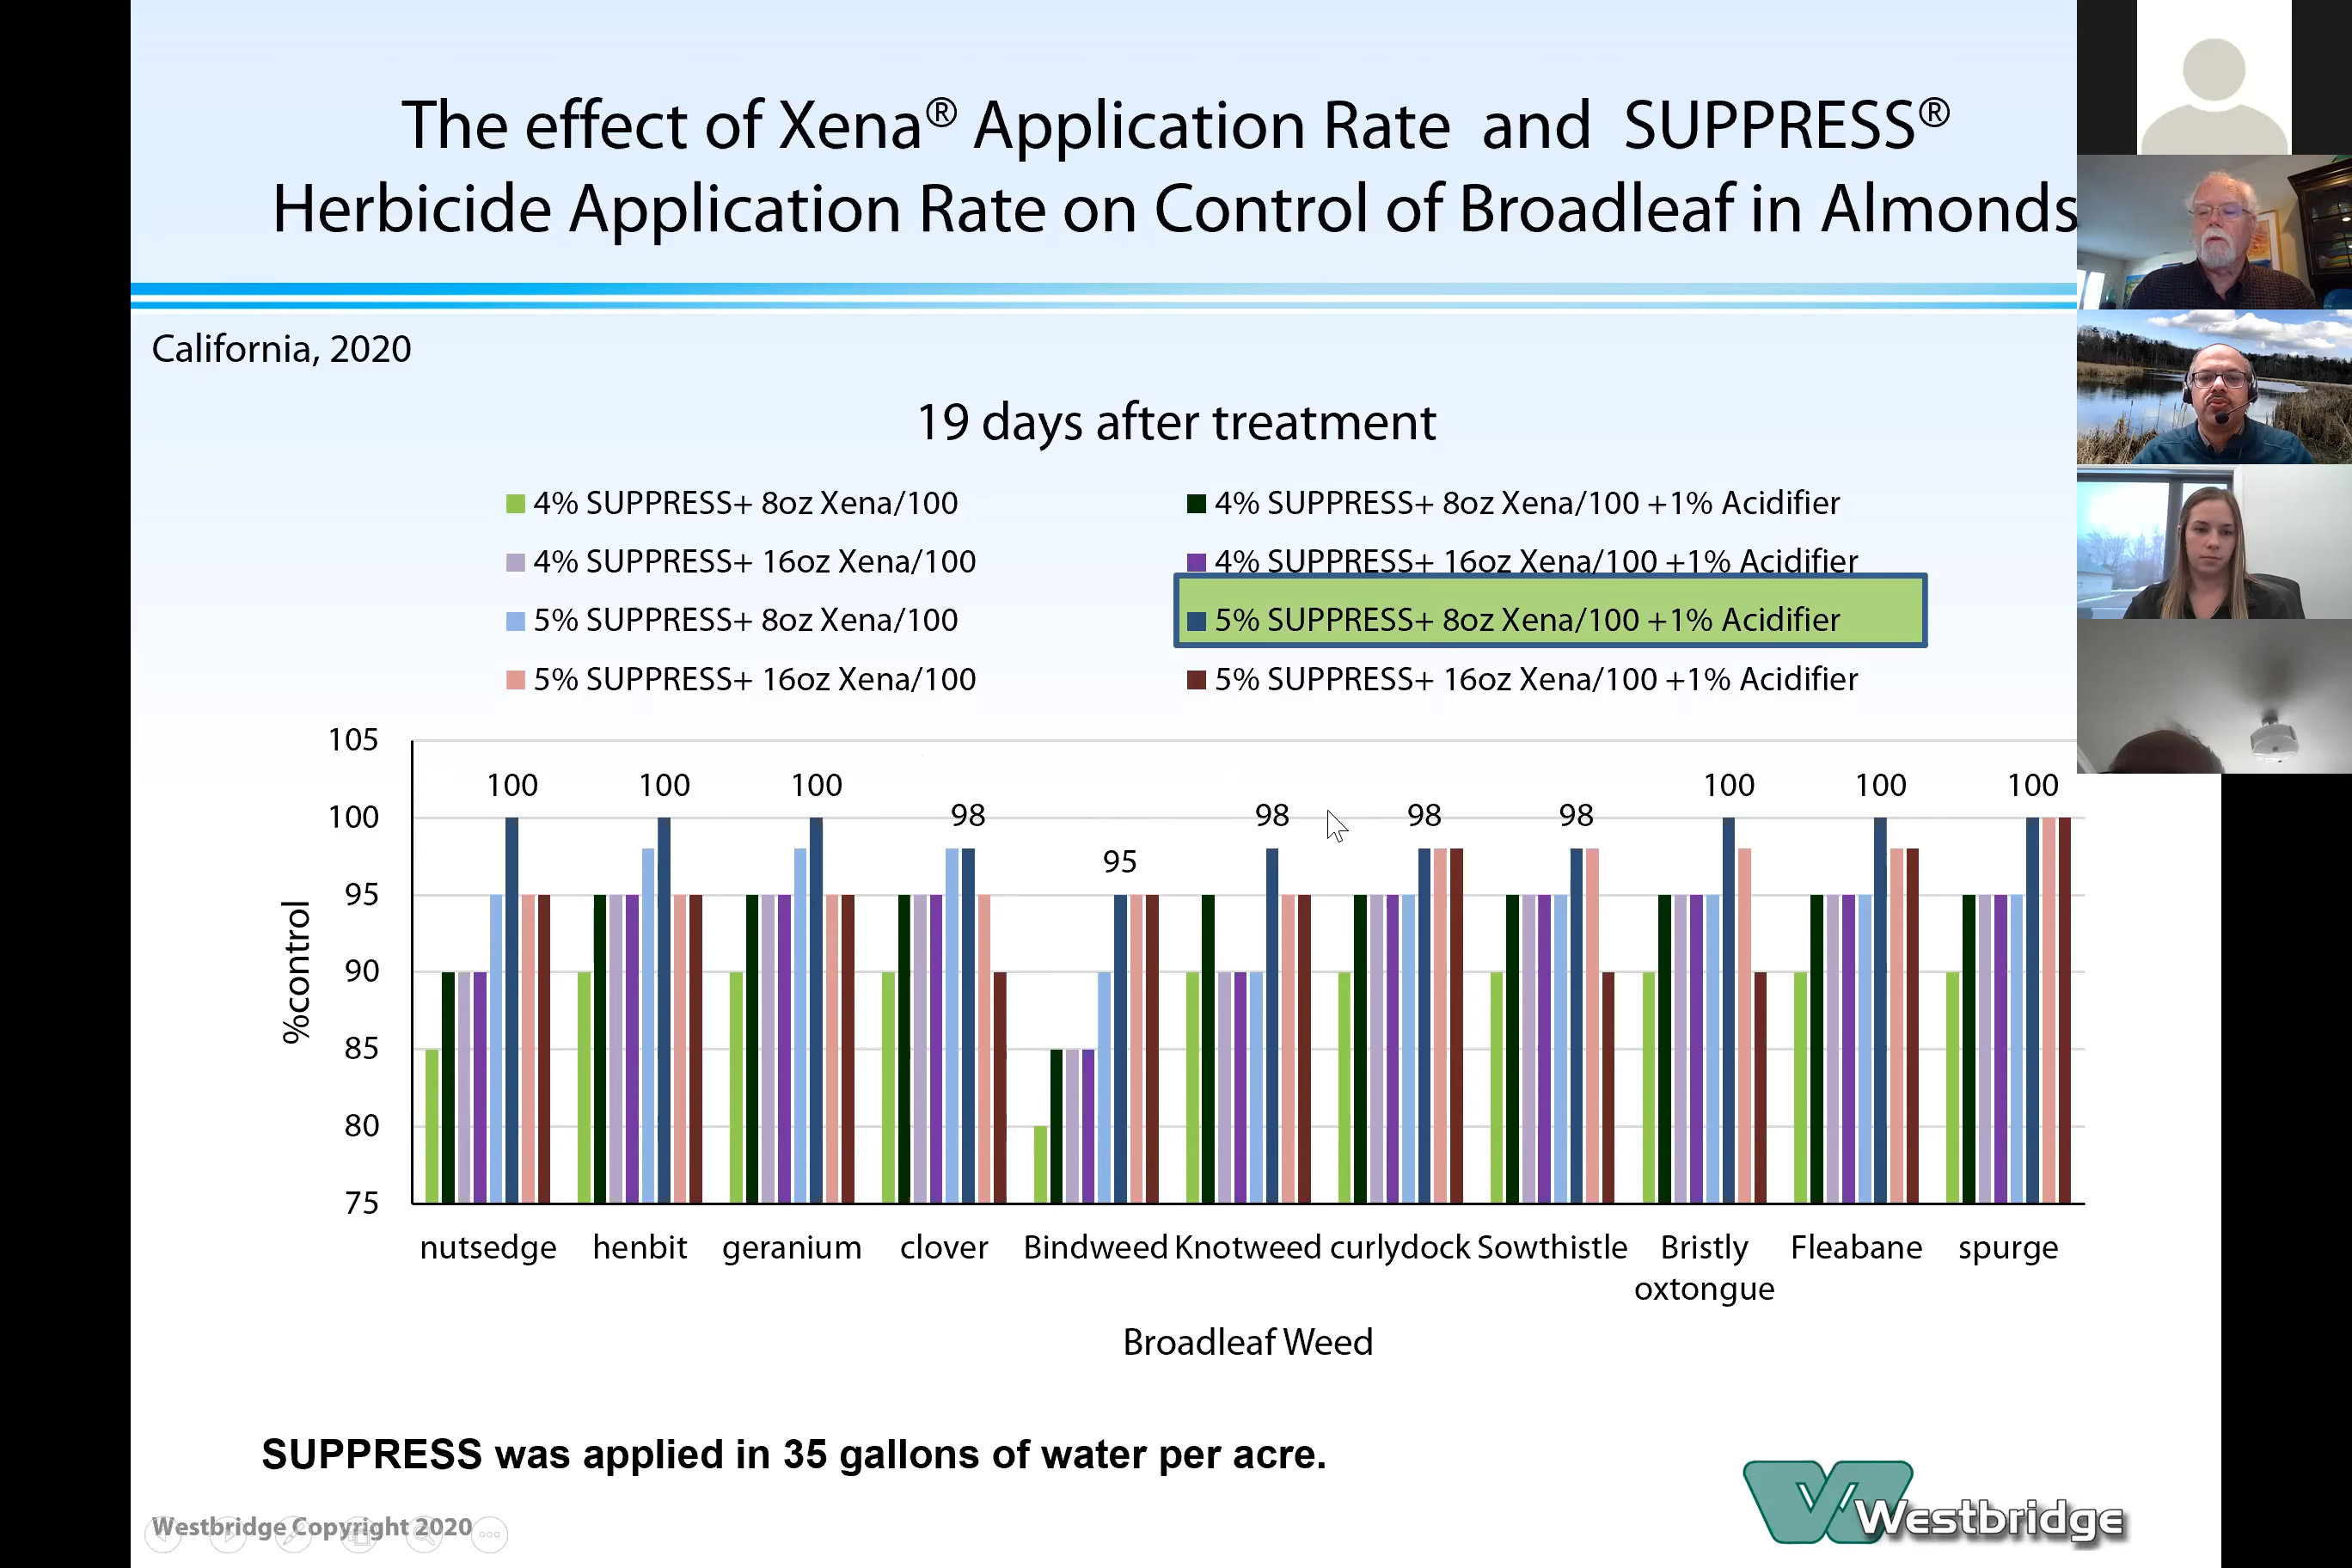 The effect of Xena® Application Rate and SUPPRESS®
Herbicide Application Rate on Control of Broadleaf in Almonds
California, 2020
19 days after treatment
4% SUPPRESS+ 8oz Xena/100
4% SUPPRESS+ 8oz Xena/100 +1% Acidifier
4% SUPPRESS+ 16oz Xena/100
4% SUPPRESS+ 16oz Xena/100 +1% Acidifier
5% SUPPRESS+ 8oz Xena/100
5% SUPPRESS+ 8oz Xena/100 +1% Acidifier
5% SUPPRESS+ 16oz Xena/100
5% SUPPRESS+ 16oz Xena/100 +1% Acidifier
%control
105
100
95
90
85
80
75
100
100
100
98
95
98
98
98
100
100
100
nutsedge
henbit
geranium
clover
Bindweed
Knotweed
curlydock
Sowthistle
Bristly
oxtongue
Fleabane
spurge
Broadleaf Weed
SUPPRESS was applied in 35 gallons of water per acre.
Westbridge Copyright 2020
Westbridge